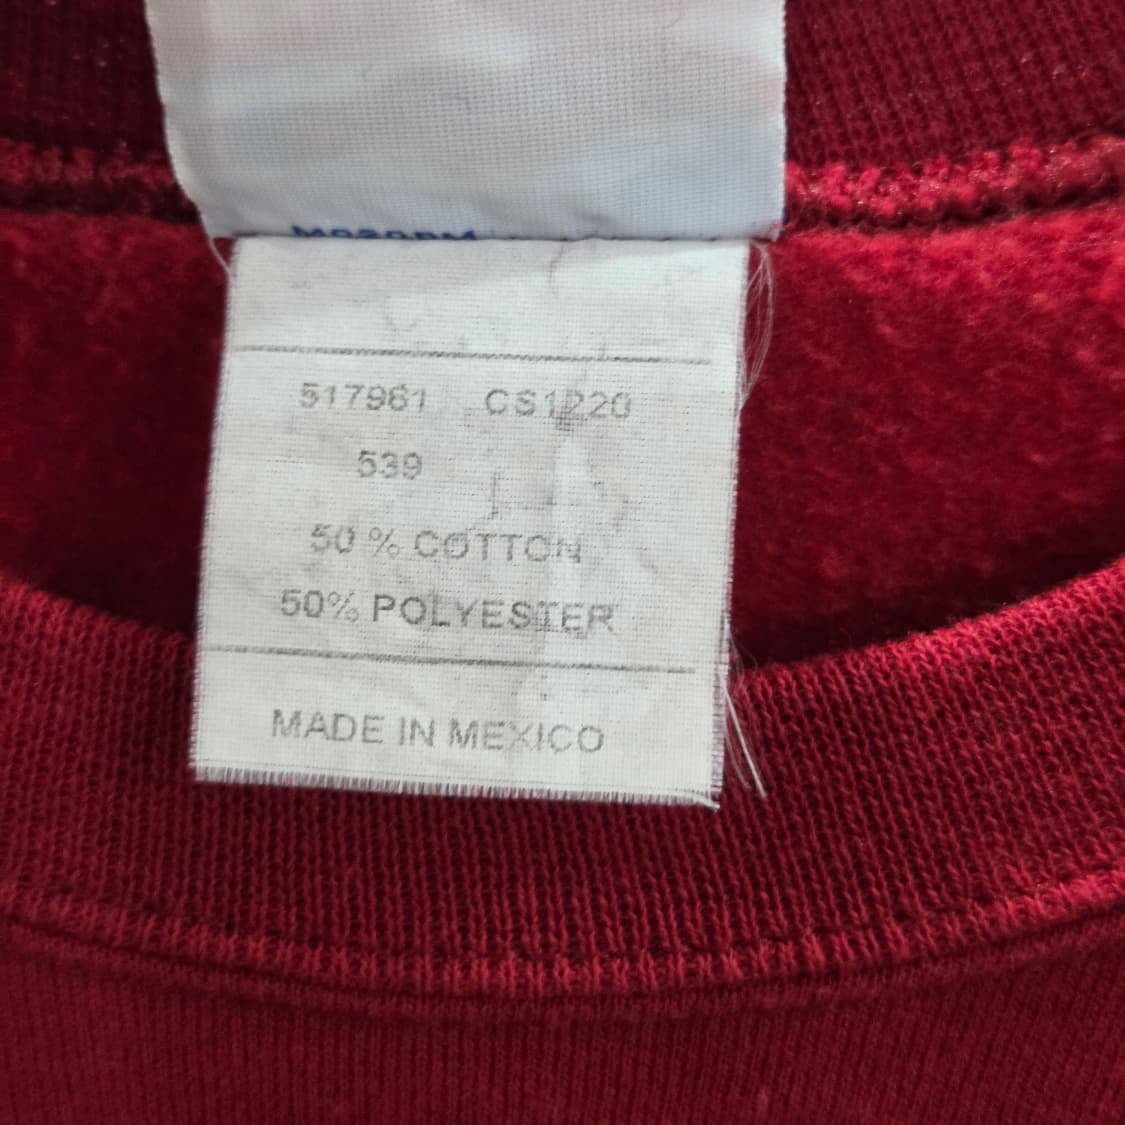 517961 CS1220
539
50 % COTTON
50% POLYESTER
MADE IN MEXICO